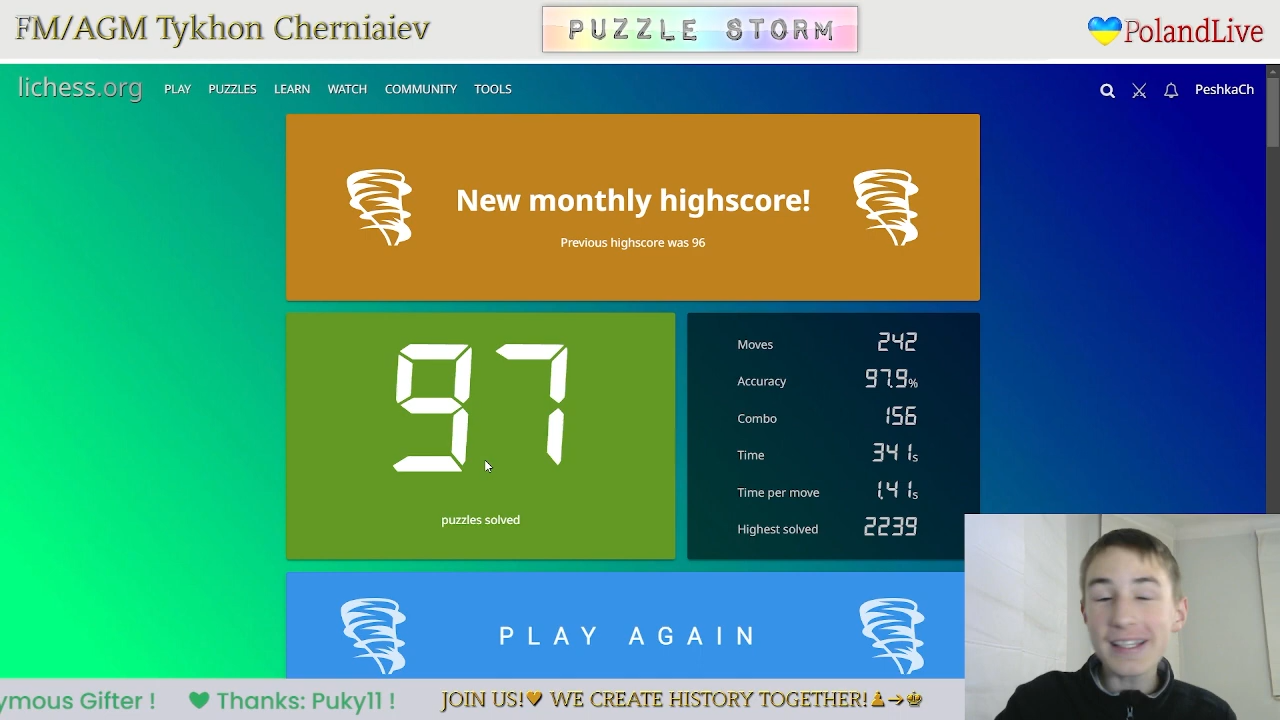 FM/AGM Tykhon Cherniaiev
PUZZLE STORM
PolandLive
lichess.org PLAY PUZZLES LEARN WATCH COMMUNITY TOOLS PeshkaCh
New monthly highscore!
Previous highscore was 96
97
puzzles solved
Moves 242
Accuracy 97.9%
Combo 156
Time 341s
Time per move 1.41s
Highest solved 2239
PLAY AGAIN
ymous Gifter ! 💚 Thanks: Puky11 ! JOIN US!🧡 WE CREATE HISTORY TOGETHER!♟→♚